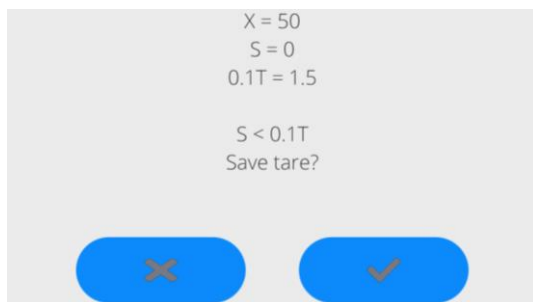 X = 50
S = 0
0.1T = 1.5
S < 0.1T
Save tare?